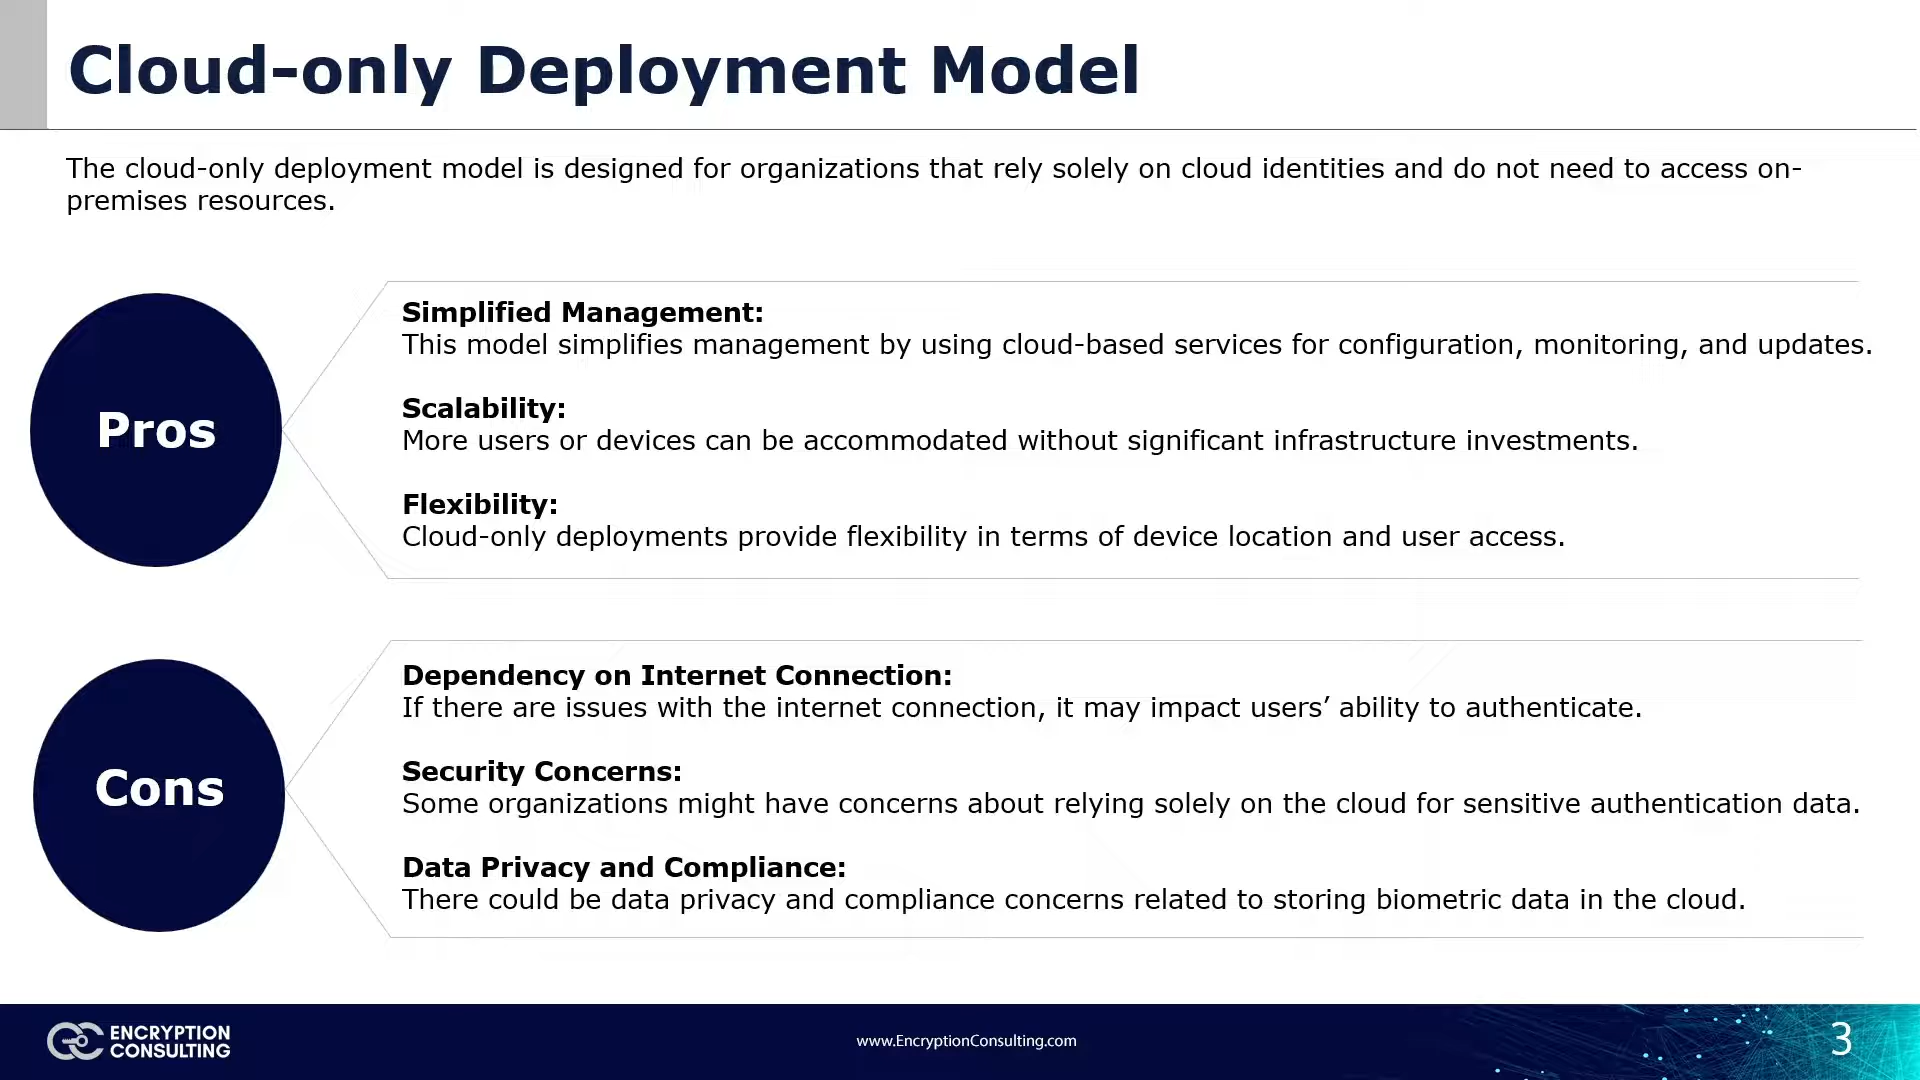 Cloud-only Deployment Model
The cloud-only deployment model is designed for organizations that rely solely on cloud identities and do not need to access on-
premises resources.
Pros
Simplified Management:
This model simplifies management by using cloud-based services for configuration, monitoring, and updates.
Scalability:
More users or devices can be accommodated without significant infrastructure investments.
Flexibility:
Cloud-only deployments provide flexibility in terms of device location and user access.
Cons
Dependency on Internet Connection:
If there are issues with the internet connection, it may impact users’ ability to authenticate.
Security Concerns:
Some organizations might have concerns about relying solely on the cloud for sensitive authentication data.
Data Privacy and Compliance:
There could be data privacy and compliance concerns related to storing biometric data in the cloud.
ENCRYPTION
CONSULTING
www.EncryptionConsulting.com
3